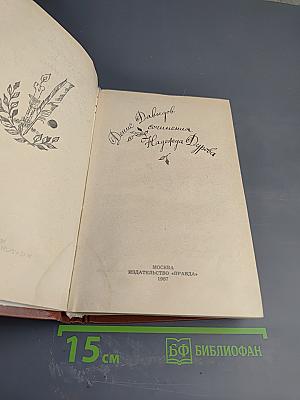 Денис Давыдов
сочинения
Надежда Дурова
МОСКВА
ИЗДАТЕЛЬСТВО «ПРАВДА»
1987
15 см
БФ БИБЛИОФАН